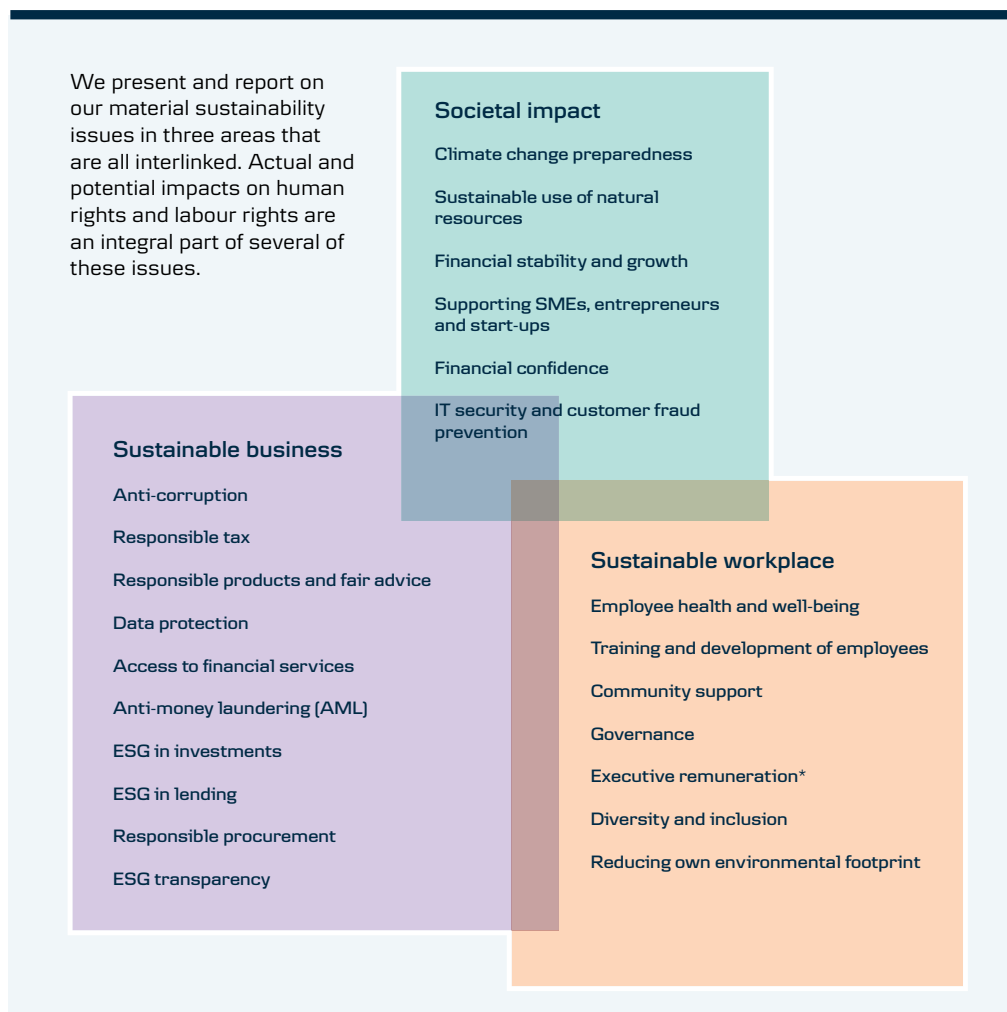 We present and report on
our material sustainability
issues in three areas that
are all interlinked. Actual and
potential impacts on human
rights and labour rights are
an integral part of several of
these issues.
Societal impact
Climate change preparedness
Sustainable use of natural
resources
Financial stability and growth
Supporting SMEs, entrepreneurs
and start-ups
Financial confidence
IT security and customer fraud
prevention
Sustainable business
Anti-corruption
Responsible tax
Responsible products and fair advice
Data protection
Access to financial services
Anti-money laundering (AML)
ESG in investments
ESG in lending
Responsible procurement
ESG transparency
Sustainable workplace
Employee health and well-being
Training and development of employees
Community support
Governance
Executive remuneration*
Diversity and inclusion
Reducing own environmental footprint